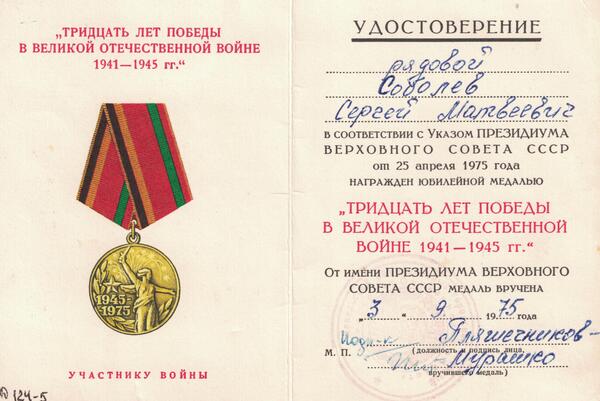 „ТРИДЦАТЬ ЛЕТ ПОБЕДЫ
В ВЕЛИКОЙ ОТЕЧЕСТВЕННОЙ ВОЙНЕ
1941—1945 гг.“
1945-
1975
УЧАСТНИКУ ВОЙНЫ
124-5
УДОСТОВЕРЕНИЕ
рядовой
Соболев
Сергей Матвеевич
В СООТВЕТСТВИИ С УКАЗОМ ПРЕЗИДИУМА
ВЕРХОВНОГО СОВЕТА СССР
от 25 апреля 1975 года
НАГРАЖДЕН ЮБИЛЕЙНОЙ МЕДАЛЬЮ
„ТРИДЦАТЬ ЛЕТ ПОБЕДЫ
В ВЕЛИКОЙ ОТЕЧЕСТВЕННОЙ
ВОЙНЕ 1941—1945 гг.“
От имени ПРЕЗИДИУМА ВЕРХОВНОГО
СОВЕТА СССР МЕДАЛЬ ВРУЧЕНА
„3“ 9 1975 года
М. П. (должность и подпись лица,
Мурашко
вручившего медаль)